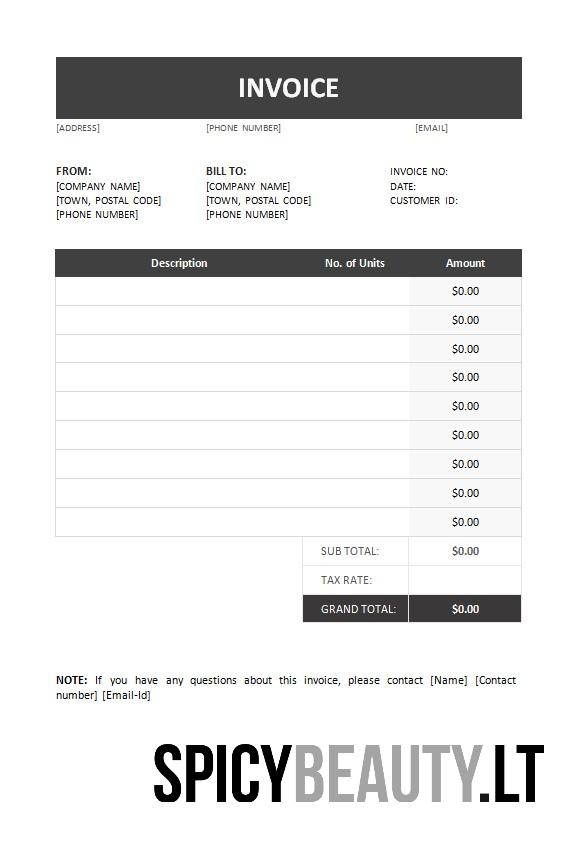 INVOICE
[ADDRESS] [PHONE NUMBER] [EMAIL]
FROM: BILL TO: INVOICE NO:
[COMPANY NAME] [COMPANY NAME] DATE:
[TOWN, POSTAL CODE] [TOWN, POSTAL CODE] CUSTOMER ID:
[PHONE NUMBER] [PHONE NUMBER]
Description No. of Units Amount
$0.00
$0.00
$0.00
$0.00
$0.00
$0.00
$0.00
$0.00
$0.00
SUB TOTAL: $0.00
TAX RATE:
GRAND TOTAL: $0.00
NOTE: If you have any questions about this invoice, please contact [Name] [Contact
number] [Email-Id]
SPICYBEAUTY.LT